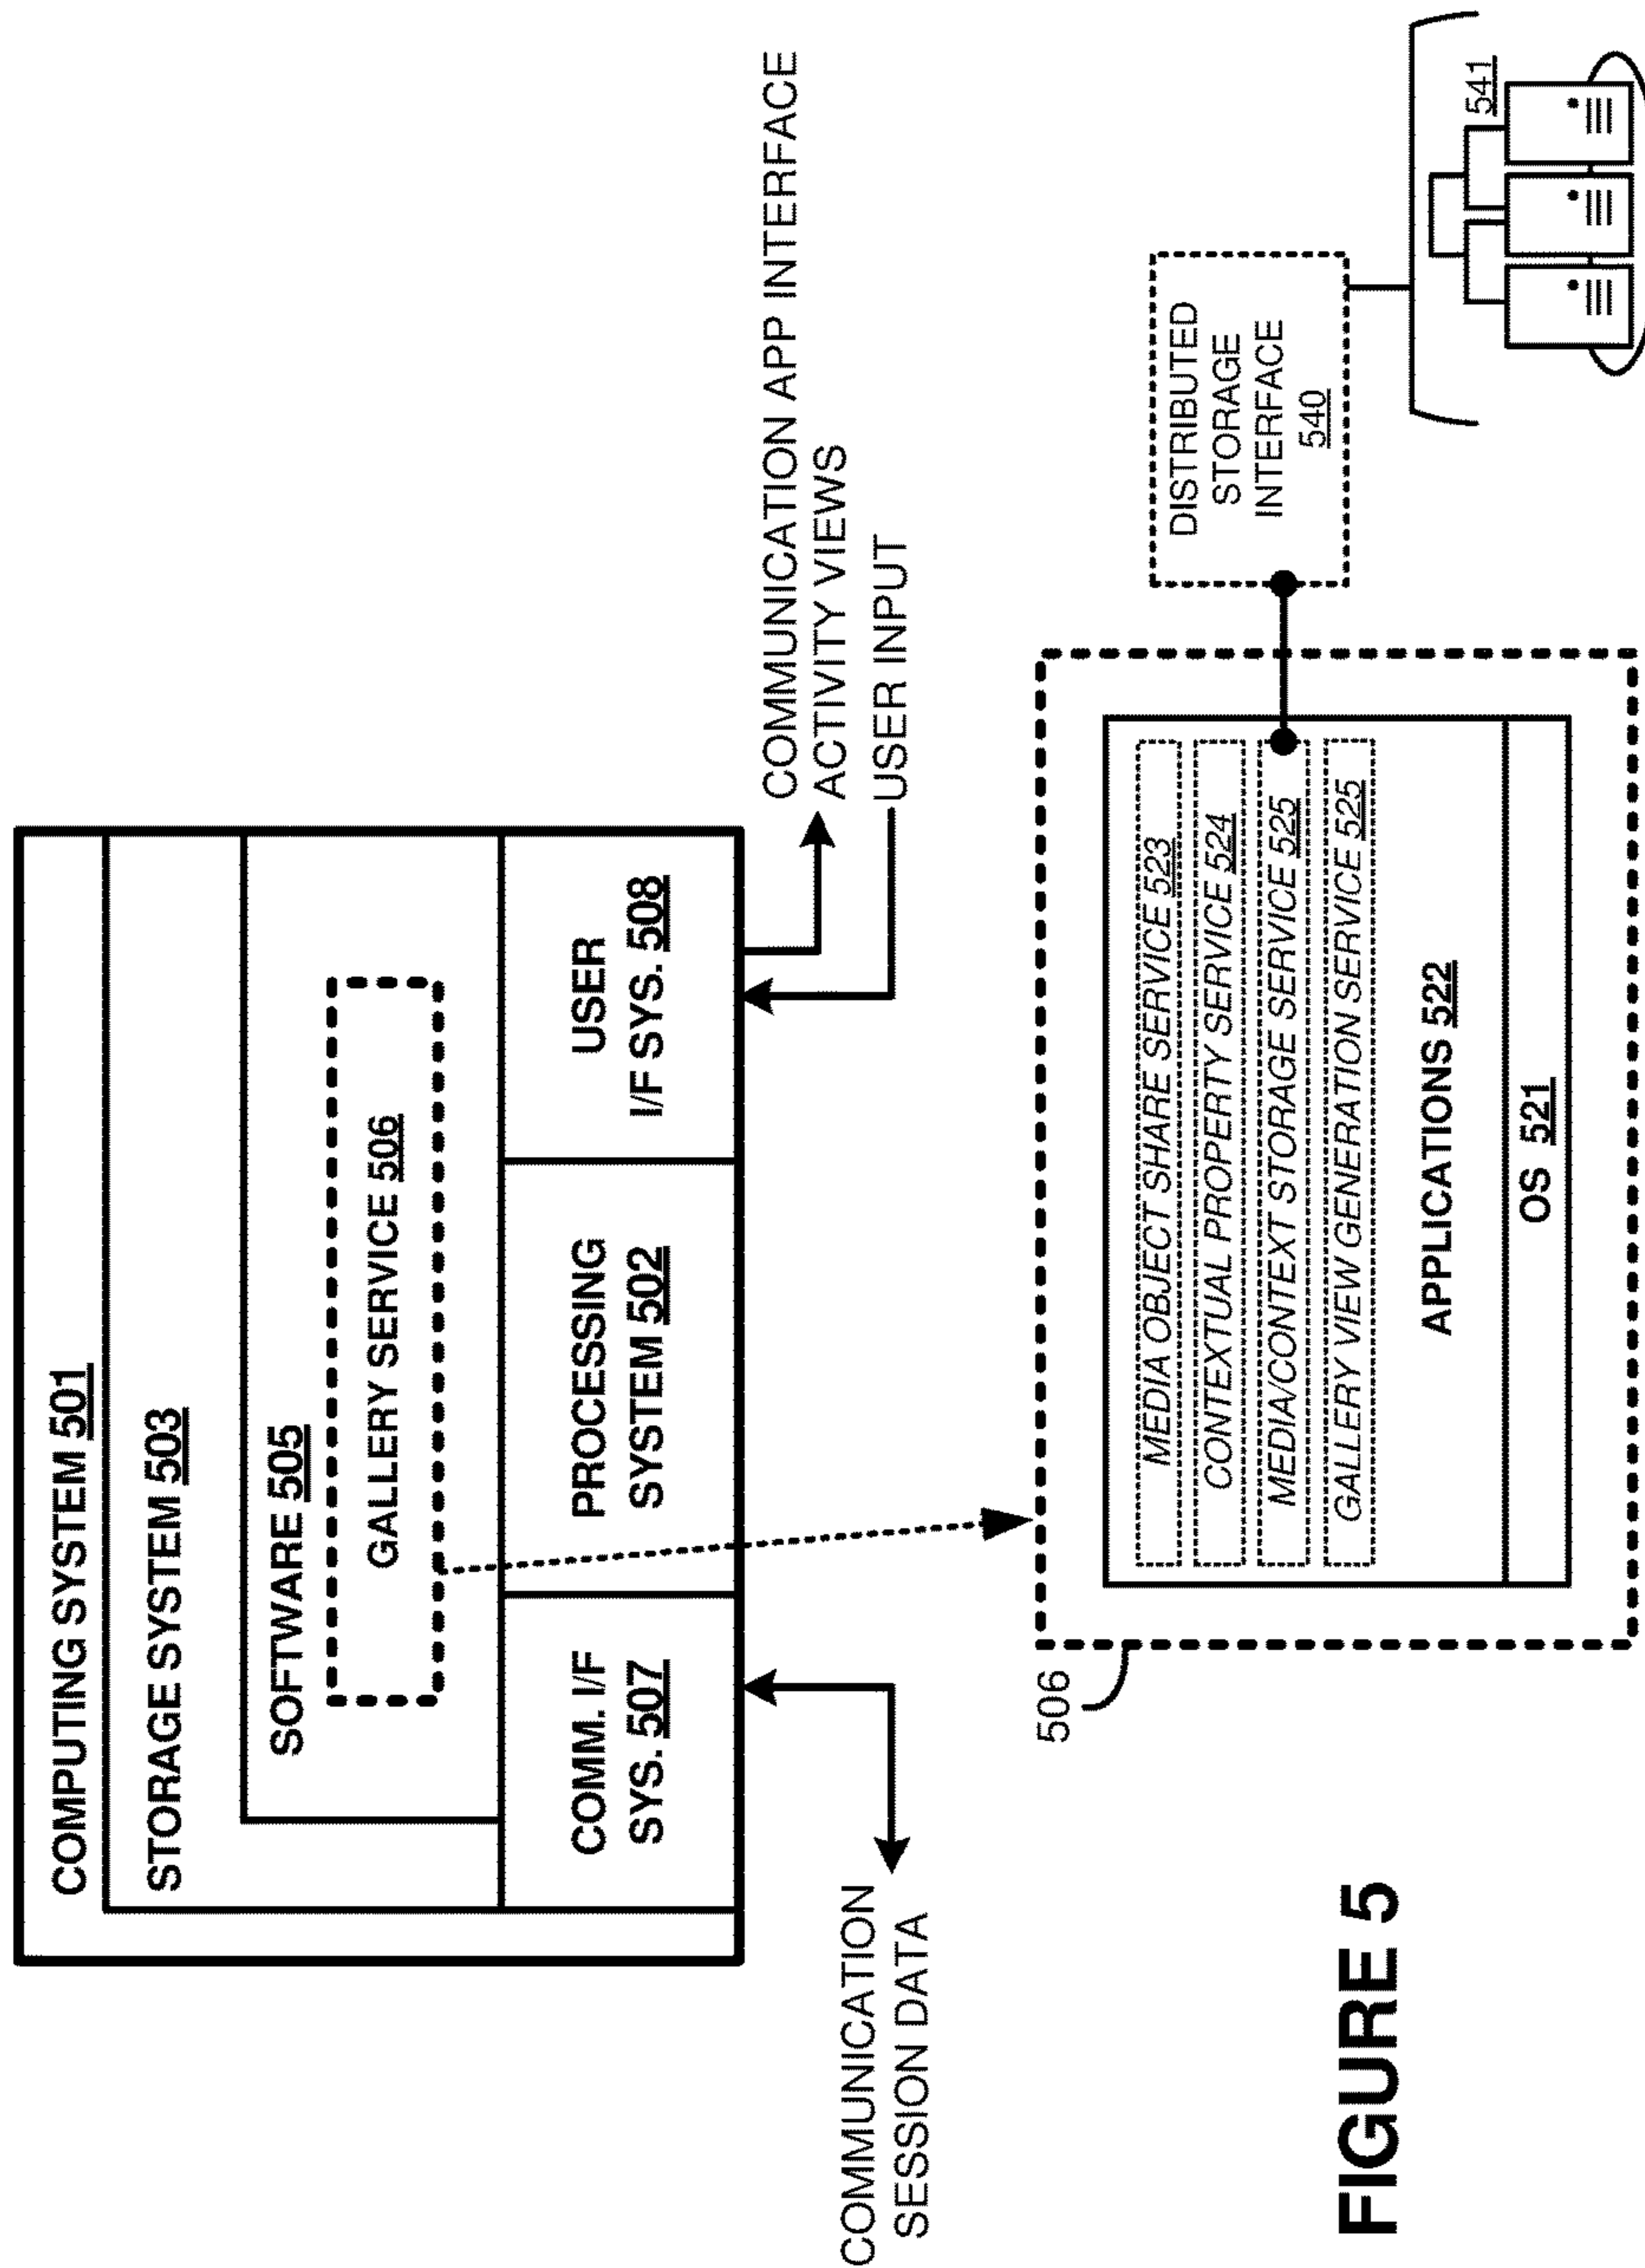 COMPUTING SYSTEM 501
STORAGE SYSTEM 503
SOFTWARE 505
GALLERY SERVICE 506
COMM. I/F
SYS. 507
PROCESSING
SYSTEM 502
USER
I/F SYS. 508
COMMUNICATION
SESSION DATA
COMMUNICATION APP INTERFACE
ACTIVITY VIEWS
USER INPUT
506
MEDIA OBJECT SHARE SERVICE 523
CONTEXTUAL PROPERTY SERVICE 524
MEDIA/CONTEXT STORAGE SERVICE 525
GALLERY VIEW GENERATION SERVICE 525
APPLICATIONS 522
OS 521
DISTRIBUTED
STORAGE
INTERFACE
540
541
FIGURE 5